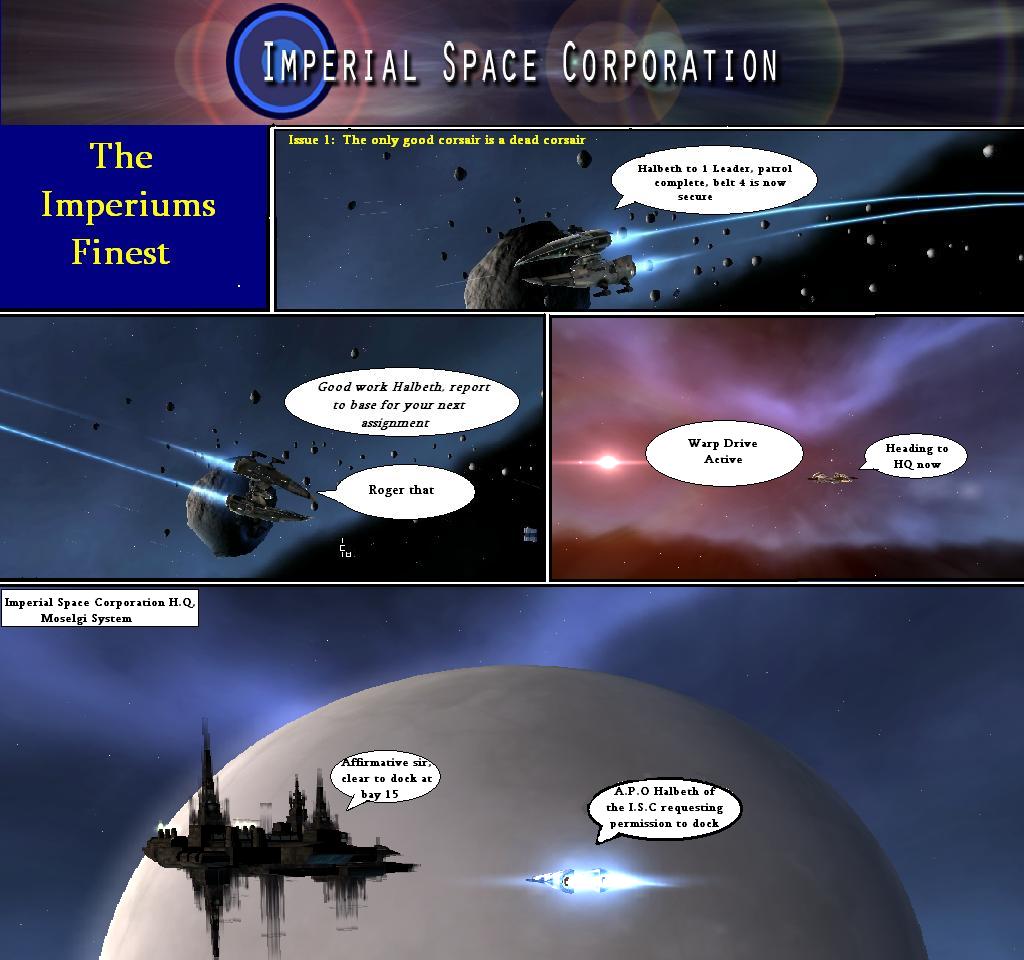 IMPERIAL SPACE CORPORATION
The
Imperiums
Finest
Issue 1: The only good corsair is a dead corsair
Halbeth to 1 Leader, patrol
complete, belt 4 is now
secure
Good work Halbeth, report
to base for your next
assignment
Roger that
Warp Drive
Active
Heading to
HQ now
Imperial Space Corporation H.Q,
Moselgi System
Affirmative sir,
clear to dock at
bay 15
A.P.O Halbeth of
the I.S.C requesting
permission to dock